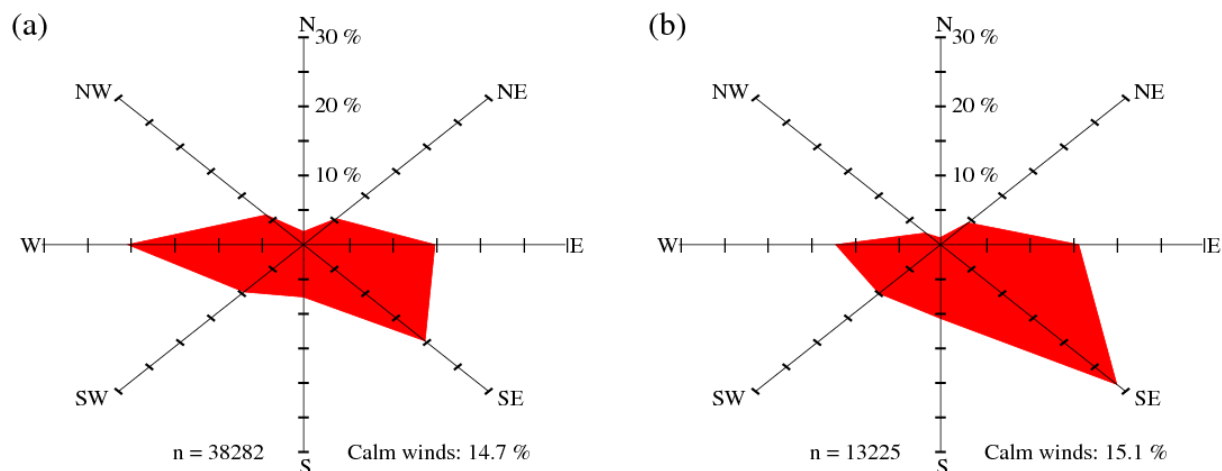 (a)
N
30 %
NW
NE
20 %
10 %
W
E
SW
SE
n = 38282
Calm winds: 14.7 %
S
(b)
N
30 %
NW
NE
20 %
10 %
W
E
SW
SE
n = 13225
Calm winds: 15.1 %
S